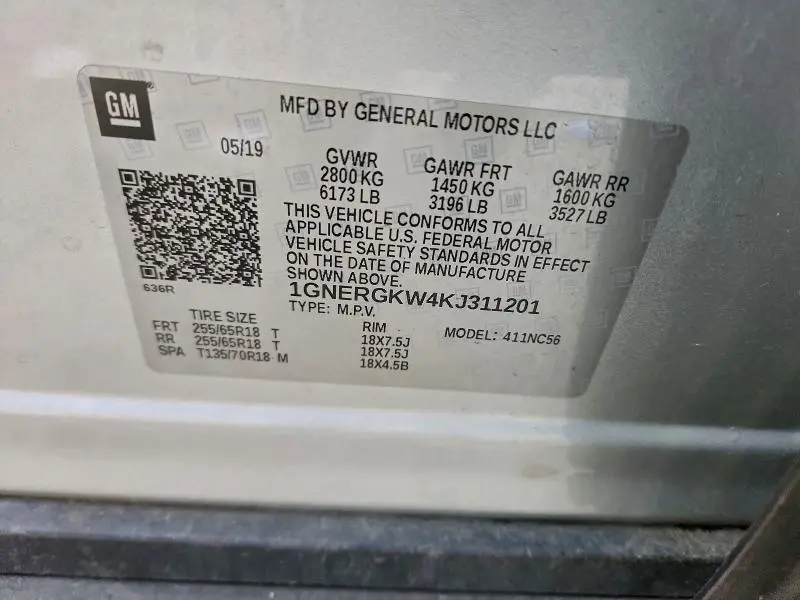 GM
MFD BY GENERAL MOTORS LLC
05/19
GVWR GAWR FRT GAWR RR
2800 KG 1450 KG 1600 KG
6173 LB 3196 LB 3527 LB
THIS VEHICLE CONFORMS TO ALL
APPLICABLE U.S. FEDERAL MOTOR
VEHICLE SAFETY STANDARDS IN EFFECT
ON THE DATE OF MANUFACTURE
SHOWN ABOVE.
636R
1GNERGKW4KJ311201
TYPE: M.P.V.
MODEL: 411NC56
TIRE SIZE RIM
FRT 255/65R18 T 18X7.5J
RR 255/65R18 T 18X7.5J
SPA T135/70R18 M 18X4.5B